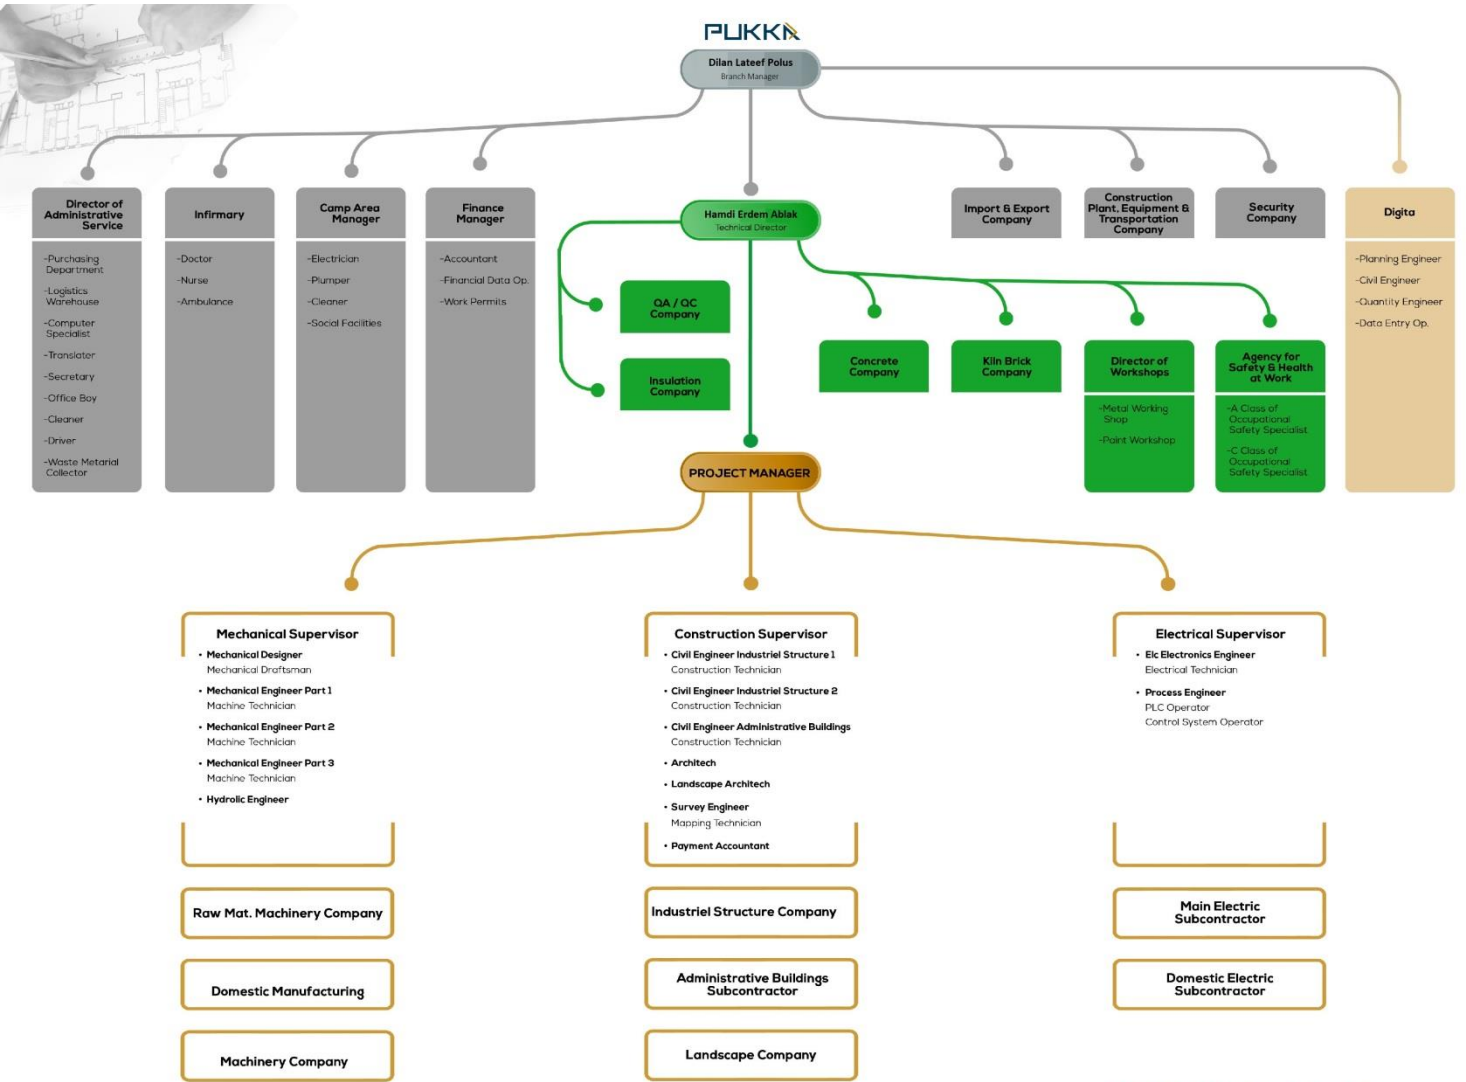 PUKKA
Dilan Lateef Polus
Branch Manager
Director of
Administrative
Service
-Purchasing
Department
-Logistics
Warehouse
-Computer
Specialist
-Translater
-Secretary
-Office Boy
-Cleaner
-Driver
-Waste Metarial
Collector
Infirmary
-Doctor
-Nurse
-Ambulance
Camp Area
Manager
-Electrician
-Plumper
-Cleaner
-Social Facilities
Finance
Manager
-Accountant
-Financial Data Op.
-Work Permits
Hamdi Erdem Ablak
Technical Director
Import & Export
Company
Construction
Plant, Equipment &
Transportation
Company
Security
Company
Digita
-Planning Engineer
-Civil Engineer
-Quantity Engineer
-Data Entry Op.
QA / QC
Company
Insulation
Company
Concrete
Company
Kiln Brick
Company
Director of
Workshops
-Metal Working
Shop
-Paint Workshop
Agency for
Safety & Health
at Work
-A Class of
Occupational
Safety Specialist
-C Class of
Occupational
Safety Specialist
PROJECT MANAGER
Mechanical Supervisor
• Mechanical Designer
Mechanical Draftsman
• Mechanical Engineer Part 1
Machine Technician
• Mechanical Engineer Part 2
Machine Technician
• Mechanical Engineer Part 3
Machine Technician
• Hydrolic Engineer
Raw Mat. Machinery Company
Domestic Manufacturing
Machinery Company
Construction Supervisor
• Civil Engineer Industriel Structure 1
Construction Technician
• Civil Engineer Industriel Structure 2
Construction Technician
• Civil Engineer Administrative Buildings
Construction Technician
• Architech
• Landscape Architech
• Survey Engineer
Mapping Technician
• Payment Accountant
Industriel Structure Company
Administrative Buildings
Subcontractor
Landscape Company
Electrical Supervisor
• Elc Electronics Engineer
Electrical Technician
• Process Engineer
PLC Operator
Control System Operator
Main Electric
Subcontractor
Domestic Electric
Subcontractor